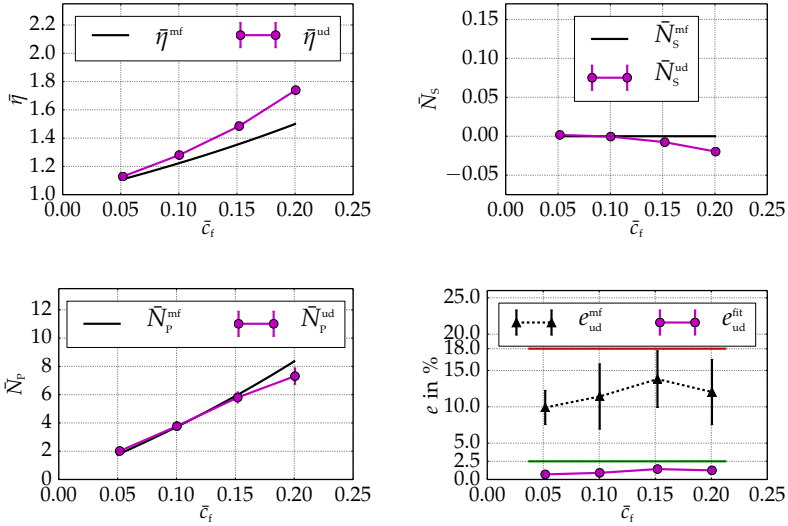 2.2
2.0
1.8
1.6
1.4
1.2
1.0
η̄
η̄^mf η̄^ud
0.00 0.05 0.10 0.15 0.20 0.25
c̄_f
0.15
0.10
0.05
0.00
−0.05
N̄_S
N̄_S^mf
N̄_S^ud
0.00 0.05 0.10 0.15 0.20 0.25
c̄_f
12
10
8
6
4
2
0
N̄_P
N̄_P^mf N̄_P^ud
0.00 0.05 0.10 0.15 0.20 0.25
c̄_f
25.0
20.0
18.0
15.0
10.0
5.0
2.5
0.0
e in %
e_ud^mf e_ud^fit
0.00 0.05 0.10 0.15 0.20 0.25
c̄_f